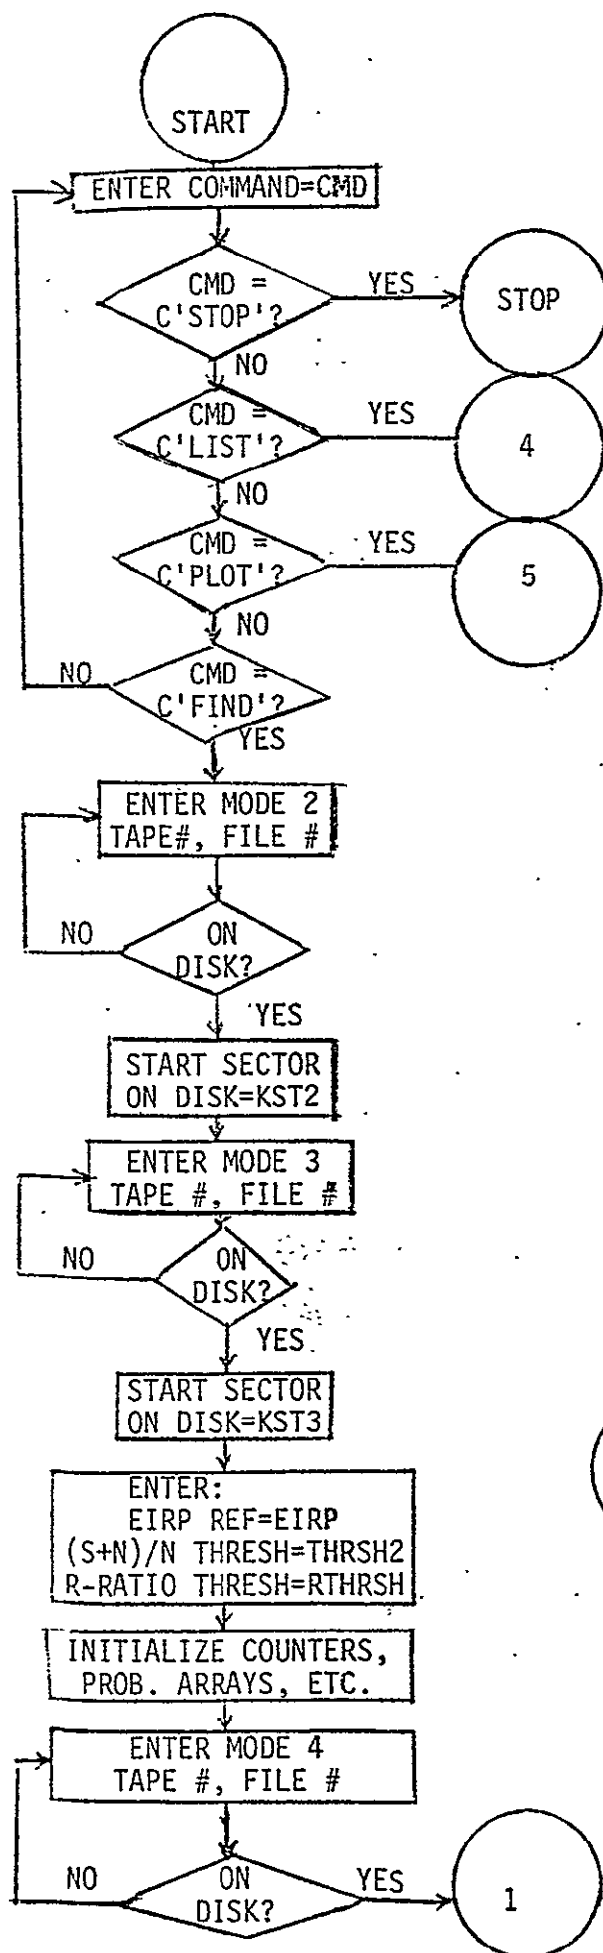 START
ENTER COMMAND=CMD
CMD =
C'STOP'?
YES
STOP
NO
CMD =
C'LIST'?
YES
4
NO
CMD =
C'PLOT'?
YES
5
NO
CMD =
C'FIND'?
NO
YES
ENTER MODE 2
TAPE#, FILE #
ON
DISK?
NO
YES
START SECTOR
ON DISK=KST2
ENTER MODE 3
TAPE #, FILE #
ON
DISK?
NO
YES
START SECTOR
ON DISK=KST3
ENTER:
EIRP REF=EIRP
(S+N)/N THRESH=THRSH2
R-RATIO THRESH=RTHRSH
INITIALIZE COUNTERS,
PROB. ARRAYS, ETC.
ENTER MODE 4
TAPE #, FILE #
ON
DISK?
NO
YES
1